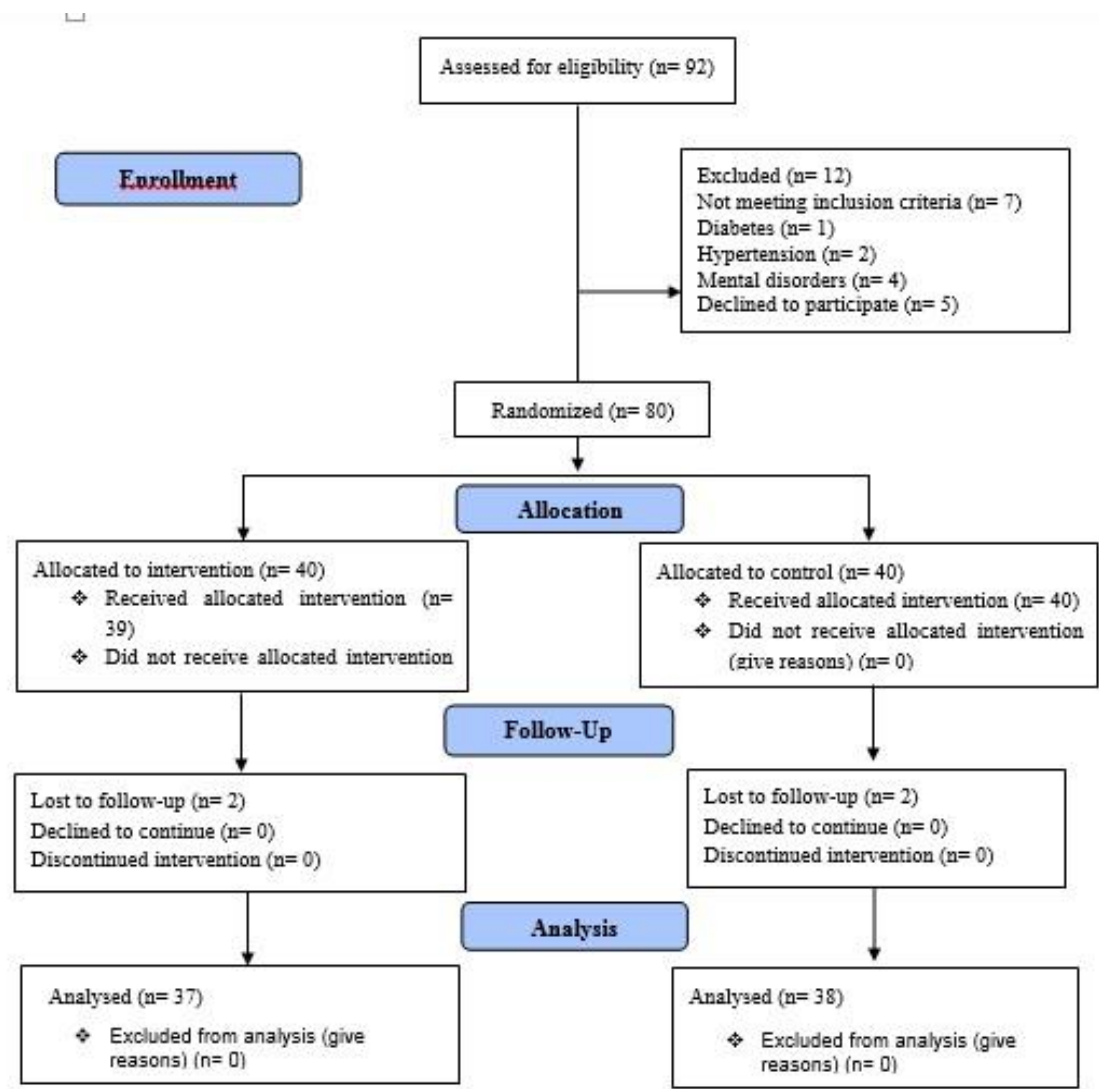 Assessed for eligibility (n= 92)
Enrollment
Excluded (n= 12)
Not meeting inclusion criteria (n= 7)
Diabetes (n= 1)
Hypertension (n= 2)
Mental disorders (n= 4)
Declined to participate (n= 5)
Randomized (n= 80)
Allocation
Allocated to intervention (n= 40)
❖ Received allocated intervention (n=
39)
❖ Did not receive allocated intervention
Allocated to control (n= 40)
❖ Received allocated intervention (n= 40)
❖ Did not receive allocated intervention
(give reasons) (n= 0)
Follow-Up
Lost to follow-up (n= 2)
Declined to continue (n= 0)
Discontinued intervention (n= 0)
Lost to follow-up (n= 2)
Declined to continue (n= 0)
Discontinued intervention (n= 0)
Analysis
Analysed (n= 37)
❖ Excluded from analysis (give
reasons) (n= 0)
Analysed (n= 38)
❖ Excluded from analysis (give
reasons) (n= 0)